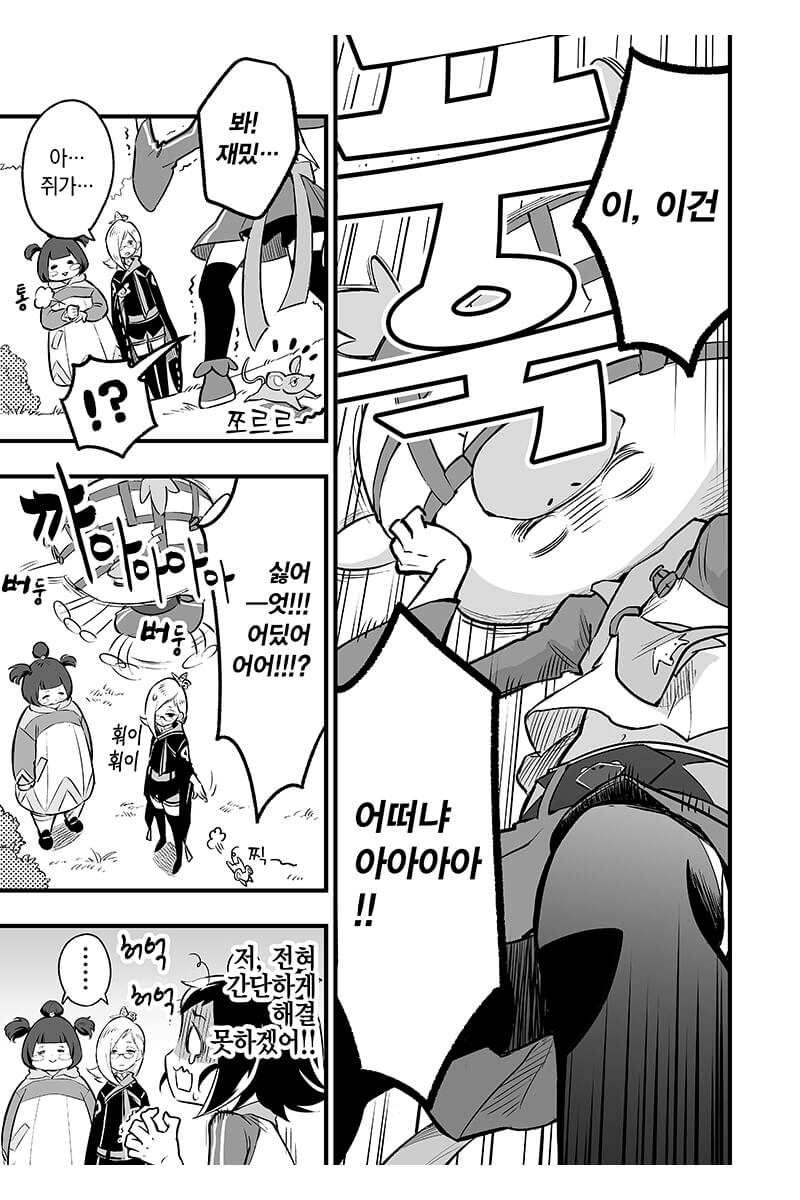 이, 이건
풍
어떠냐
아아아아
!!
봐!
재밌…
아…
쥐가…
통
!?
쪼르르
싫어
—엇!!!
어딨어
어어!!!?
꺄아아아아
버둥
버둥
훠이
훠이
찍
저, 전혀
간단하게
해결
못하겠어!!
허억
허억
……